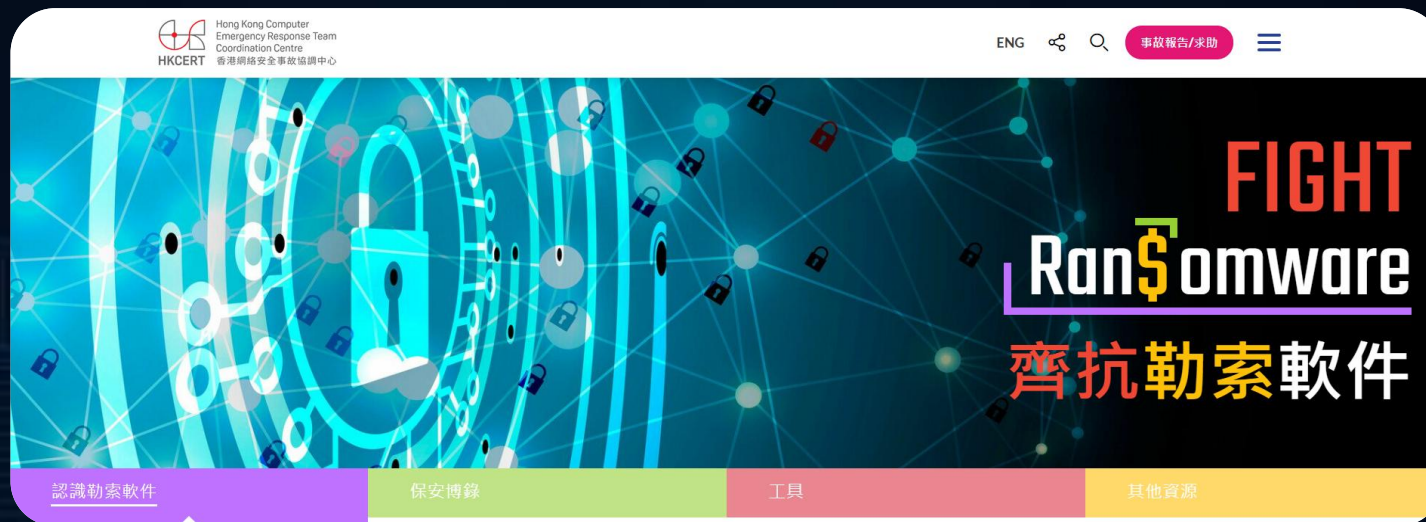 Hong Kong Computer
Emergency Response Team
Coordination Centre
HKCERT 香港網絡安全事故協調中心
ENG
事故報告/求助
FIGHT
Ran$omware
齊抗勒索軟件
認識勒索軟件
保安博錄
工具
其他資源